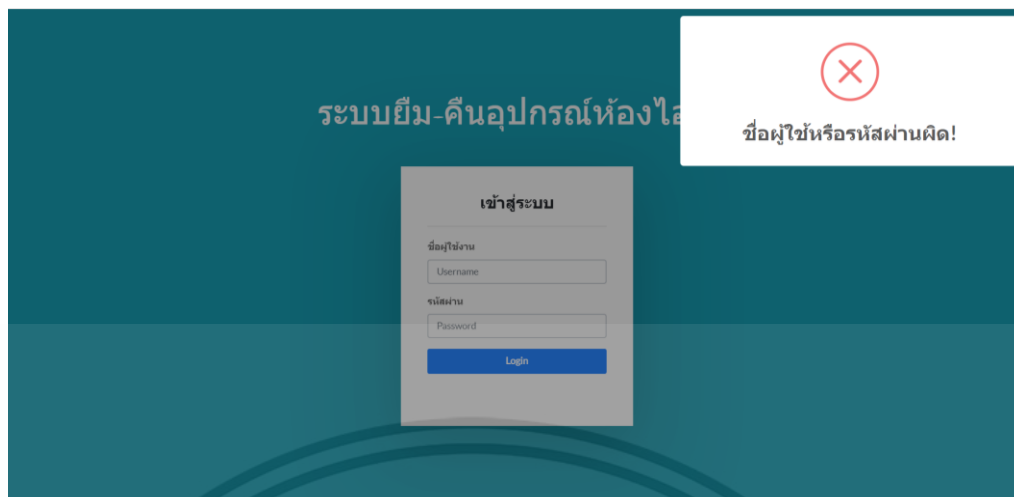 ระบบยืม-คืนอุปกรณ์ห้อง
ชื่อผู้ใช้หรือรหัสผ่านผิด!
เข้าสู่ระบบ
ชื่อผู้ใช้งาน
Username
รหัสผ่าน
Password
Login